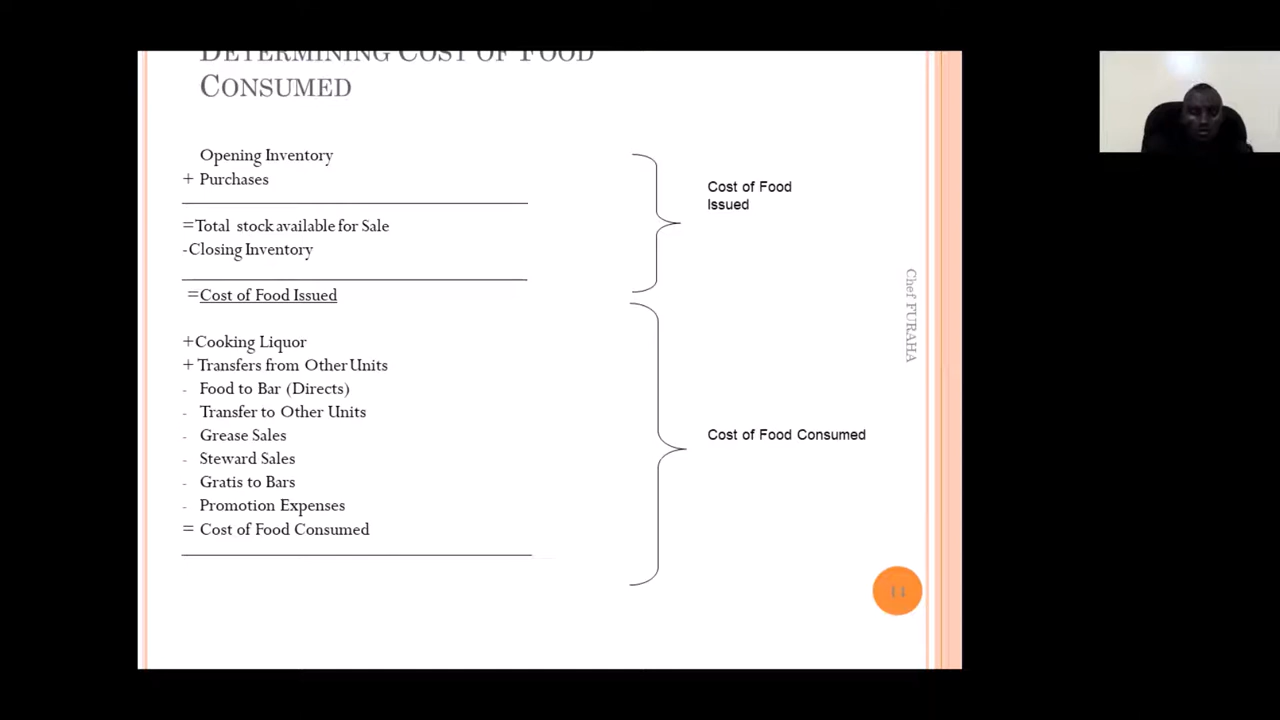 DETERMINING COST OF FOOD
CONSUMED
Opening Inventory
+ Purchases
=Total stock available for Sale
-Closing Inventory
=Cost of Food Issued
+Cooking Liquor
+ Transfers from Other Units
- Food to Bar (Directs)
- Transfer to Other Units
- Grease Sales
- Steward Sales
- Gratis to Bars
- Promotion Expenses
= Cost of Food Consumed
Cost of Food
Issued
Cost of Food Consumed
Chef FURAHA